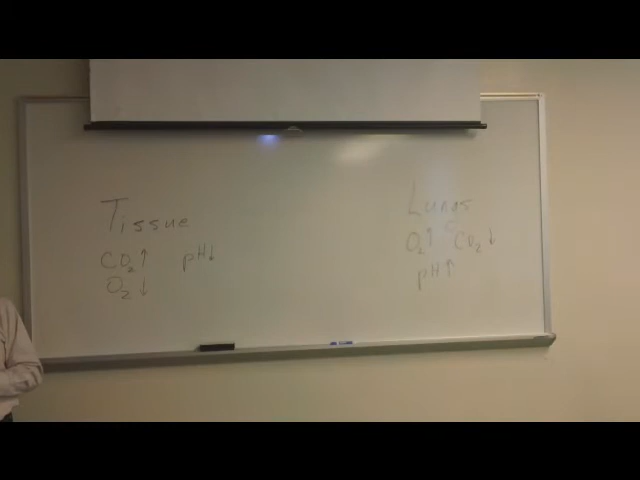 Tissue
CO₂↑ pH↓
O₂↓
Lungs
O₂↑ CO₂↓
pH↑